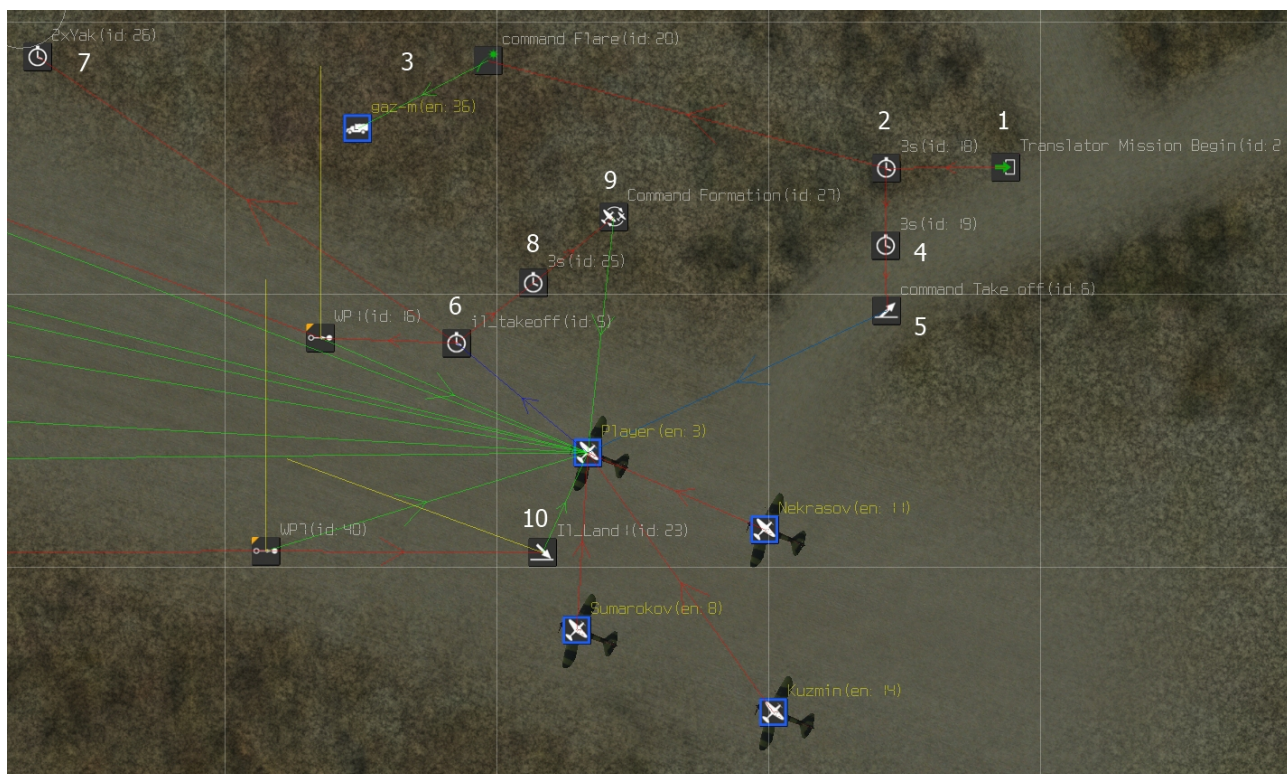 2xYak(id: 26)
7
3
command Flare(id: 20)
gaz-m(en: 36)
2
1
3s(id: 18)
Translator Mission Begin(id: 2
9
Command Formation(id: 27)
8
3s(id: 25)
3s(id: 19)
4
command Take off(id: 6)
5
6
WP1(id: 16)
il_takeoff(id: 5)
Player(en: 3)
Nekrasov(en: 11)
10
WP7(id: 40)
Il_Land1(id: 23)
Sumarokov(en: 8)
Kuzmin(en: 14)